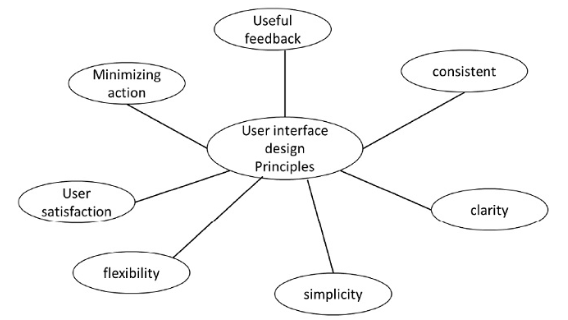 Useful
feedback
Minimizing
action
consistent
User interface
design
Principles
User
satisfaction
clarity
flexibility
simplicity